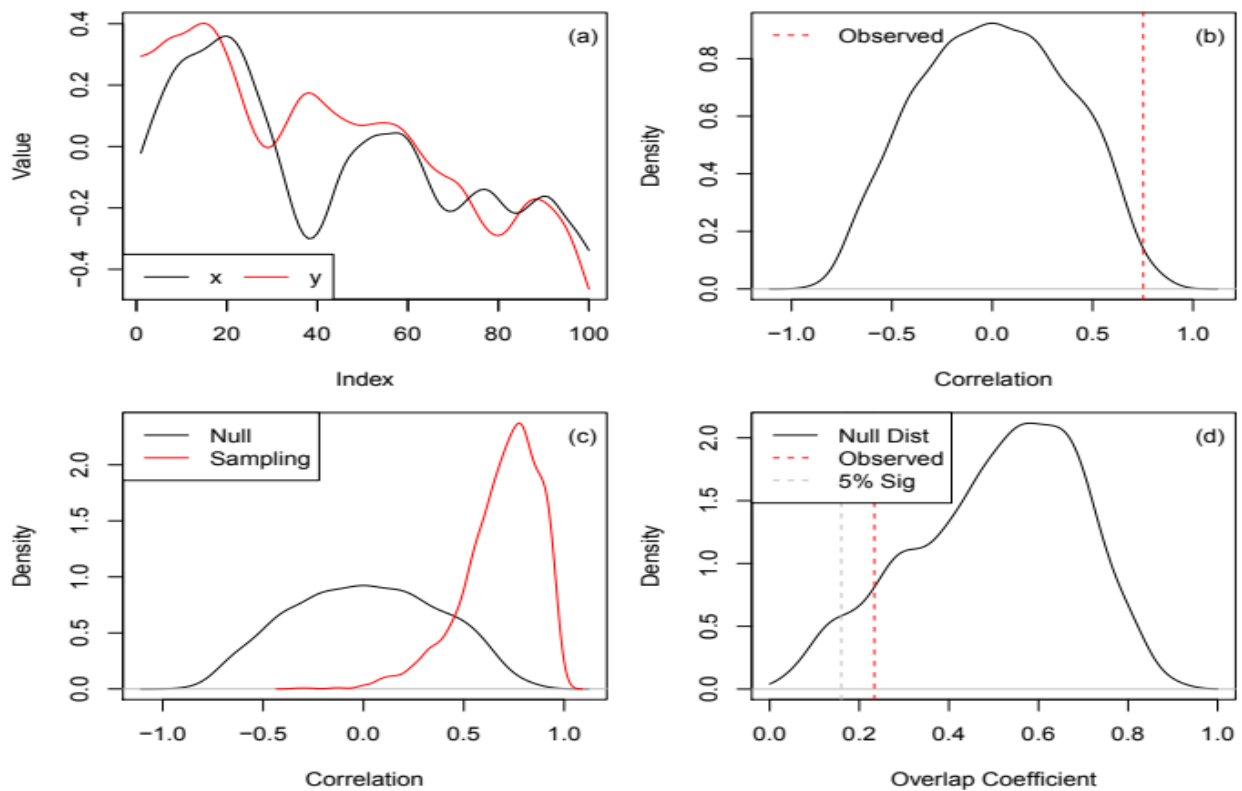 (a)
0.4
0.2
0.0
−0.2
−0.4
Value
x y
0 20 40 60 80 100
Index
(b)
Observed
0.8
0.6
0.4
0.2
0.0
Density
−1.0 −0.5 0.0 0.5 1.0
Correlation
(c)
Null
Sampling
2.0
1.5
1.0
0.5
0.0
Density
−1.0 −0.5 0.0 0.5 1.0
Correlation
(d)
Null Dist
Observed
5% Sig
2.0
1.5
1.0
0.5
0.0
Density
0.0 0.2 0.4 0.6 0.8 1.0
Overlap Coefficient